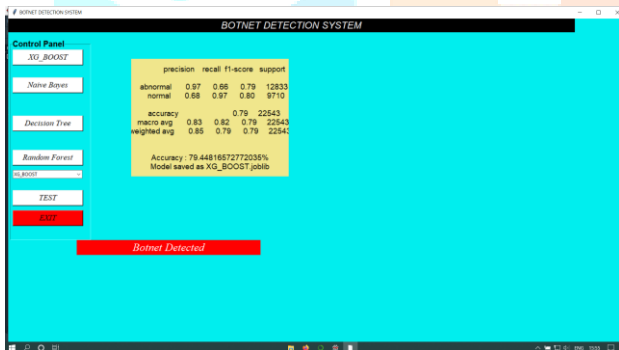 BOTNET DETECTION SYSTEM
BOTNET DETECTION SYSTEM
Control Panel
XG_BOOST
Naive Bayes
Decision Tree
Random Forest
XG_BOOST
TEST
EXIT
precision recall f1-score support
abnormal 0.97 0.66 0.79 12833
normal 0.68 0.97 0.80 9710
accuracy 0.79 22543
macro avg 0.83 0.82 0.79 22543
weighted avg 0.85 0.79 0.79 22543
Accuracy : 79.44816572772035%
Model saved as XG_BOOST.joblib
Botnet Detected
ENG 15:55